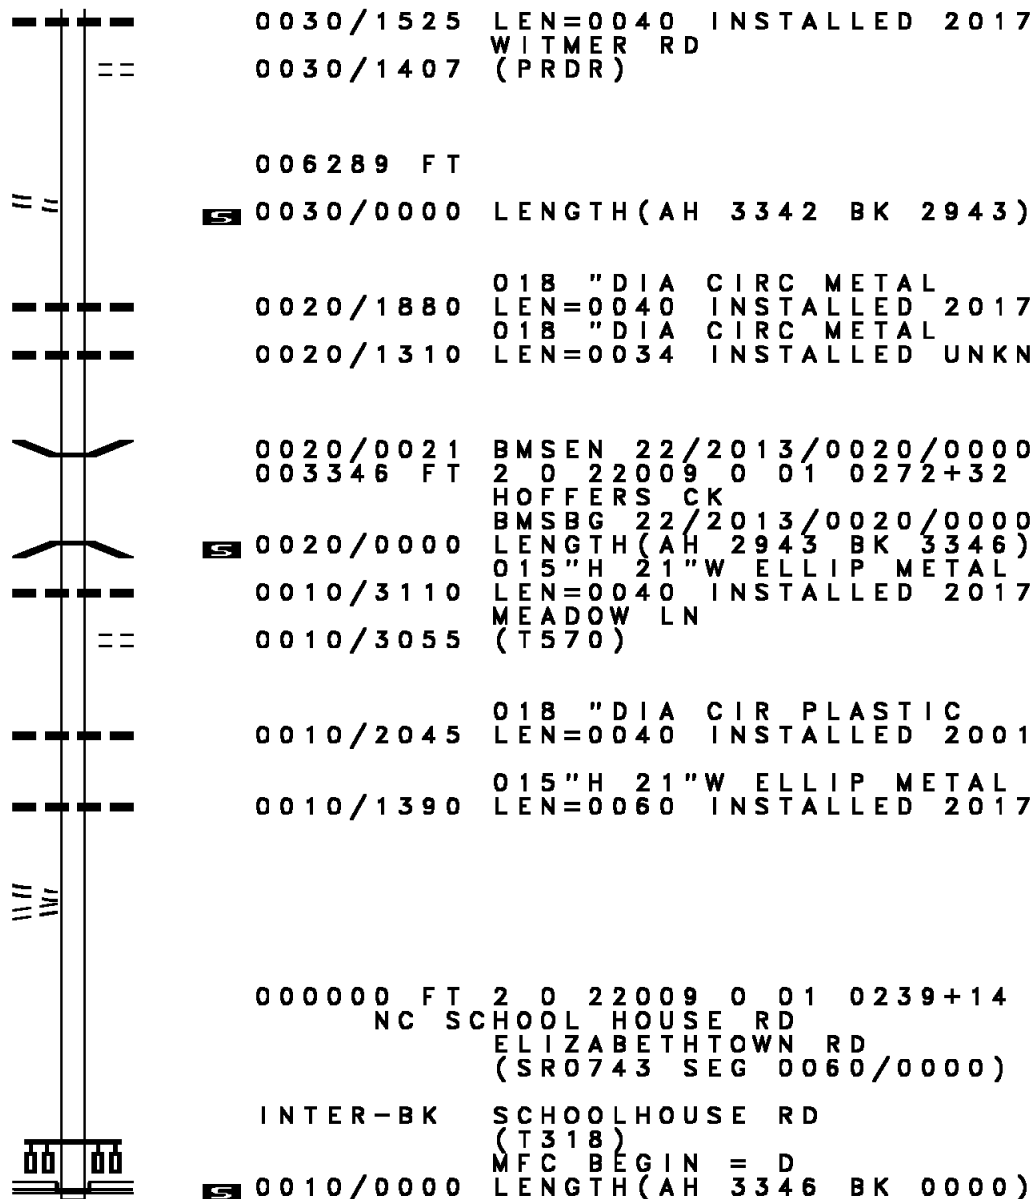 0030/1525 LEN=0040 INSTALLED 2017
WITMER RD
0030/1407 (PRDR)
006289 FT
S 0030/0000 LENGTH(AH 3342 BK 2943)
018 "DIA CIRC METAL
0020/1880 LEN=0040 INSTALLED 2017
018 "DIA CIRC METAL
0020/1310 LEN=0034 INSTALLED UNKN
0020/0021 BMSEN 22/2013/0020/0000
003346 FT 2 0 22009 0 01 0272+32
HOFFERS CK
BMSBG 22/2013/0020/0000
S 0020/0000 LENGTH(AH 2943 BK 3346)
015"H 21"W ELLIP METAL
0010/3110 LEN=0040 INSTALLED 2017
MEADOW LN
0010/3055 (T570)
018 "DIA CIR PLASTIC
0010/2045 LEN=0040 INSTALLED 2001
015"H 21"W ELLIP METAL
0010/1390 LEN=0060 INSTALLED 2017
000000 FT 2 0 22009 0 01 0239+14
NC SCHOOL HOUSE RD
ELIZABETHTOWN RD
(SR0743 SEG 0060/0000)
INTER-BK SCHOOLHOUSE RD
(T318)
MFC BEGIN = D
S 0010/0000 LENGTH(AH 3346 BK 0000)